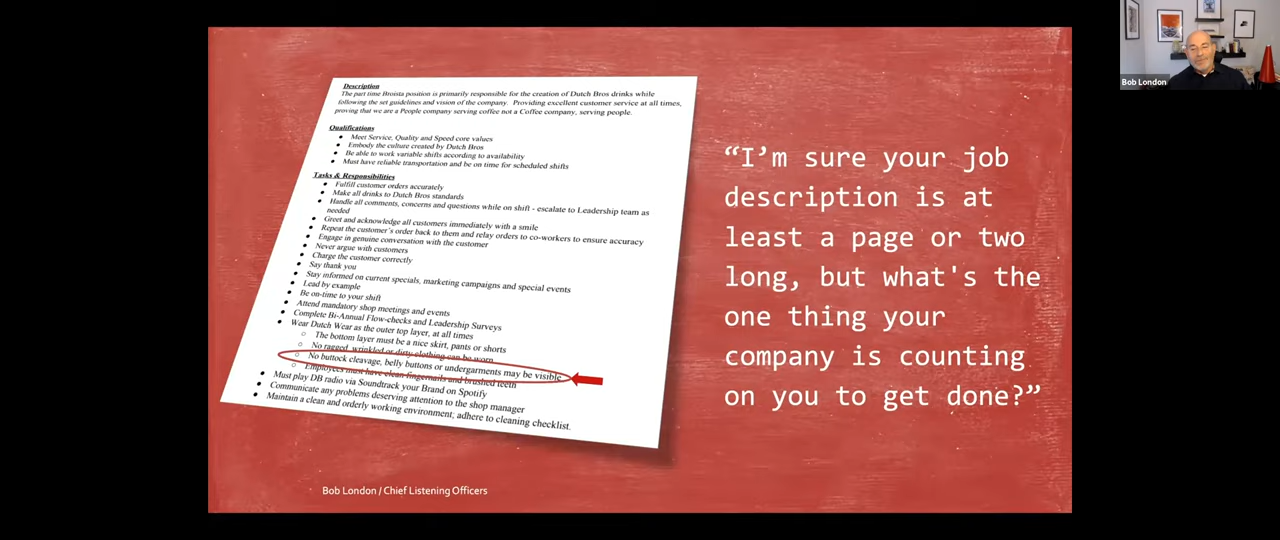 Description
The part time Broista position is primarily responsible for the creation of Dutch Bros drinks while
following the set guidelines and vision of the company. Providing excellent customer service at all times,
proving that we are a People company serving coffee not a Coffee company, serving people.
Qualifications
● Meet Service, Quality and Speed core values
● Embody the culture created by Dutch Bros
● Be able to work variable shifts according to availability
● Must have reliable transportation and be on time for scheduled shifts
Tasks & Responsibilities
● Fulfill customer orders accurately
● Make all drinks to Dutch Bros standards
● Handle all comments, concerns and questions while on shift - escalate to Leadership team as
needed
● Greet and acknowledge all customers immediately with a smile
● Repeat the customer's order back to them and relay orders to co-workers to ensure accuracy
● Engage in genuine conversation with the customer
● Never argue with customers
● Charge the customer correctly
● Say thank you
● Stay informed on current specials, marketing campaigns and special events
● Lead by example
● Be on-time to your shift
● Attend mandatory shop meetings and events
● Complete Bi-Annual Flow-checks and Leadership Surveys
● Wear Dutch Wear as the outer top layer, at all times
○ The bottom layer must be a nice skirt, pants or shorts
○ No ragged, wrinkled or dirty clothing can be worn
○ No buttock cleavage, belly buttons or undergarments may be visible
○ Employees must have clean fingernails and brushed teeth
● Must play DB radio via Soundtrack your Brand on Spotify
● Communicate any problems deserving attention to the shop manager
● Maintain a clean and orderly working environment; adhere to cleaning checklist.
“I’m sure your job
description is at
least a page or two
long, but what's the
one thing your
company is counting
on you to get done?”
Bob London / Chief Listening Officers
Bob London